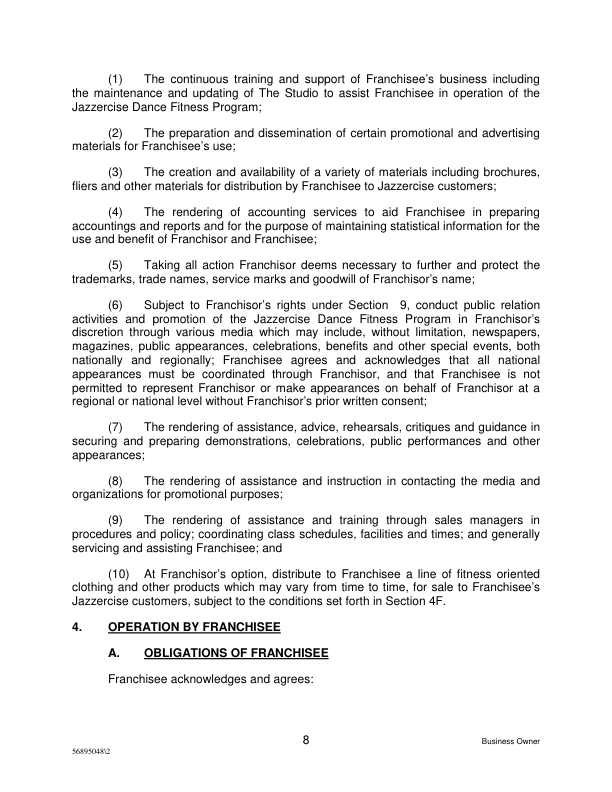 (1) The continuous training and support of Franchisee's business including
the maintenance and updating of The Studio to assist Franchisee in operation of the
Jazzercise Dance Fitness Program;
(2) The preparation and dissemination of certain promotional and advertising
materials for Franchisee's use;
(3) The creation and availability of a variety of materials including brochures,
fliers and other materials for distribution by Franchisee to Jazzercise customers;
(4) The rendering of accounting services to aid Franchisee in preparing
accountings and reports and for the purpose of maintaining statistical information for the
use and benefit of Franchisor and Franchisee;
(5) Taking all action Franchisor deems necessary to further and protect the
trademarks, trade names, service marks and goodwill of Franchisor's name;
(6) Subject to Franchisor's rights under Section 9, conduct public relation
activities and promotion of the Jazzercise Dance Fitness Program in Franchisor's
discretion through various media which may include, without limitation, newspapers,
magazines, public appearances, celebrations, benefits and other special events, both
nationally and regionally; Franchisee agrees and acknowledges that all national
appearances must be coordinated through Franchisor, and that Franchisee is not
permitted to represent Franchisor or make appearances on behalf of Franchisor at a
regional or national level without Franchisor's prior written consent;
(7) The rendering of assistance, advice, rehearsals, critiques and guidance in
securing and preparing demonstrations, celebrations, public performances and other
appearances;
(8) The rendering of assistance and instruction in contacting the media and
organizations for promotional purposes;
(9) The rendering of assistance and training through sales managers in
procedures and policy; coordinating class schedules, facilities and times; and generally
servicing and assisting Franchisee; and
(10) At Franchisor's option, distribute to Franchisee a line of fitness oriented
clothing and other products which may vary from time to time, for sale to Franchisee's
Jazzercise customers, subject to the conditions set forth in Section 4F.
4. OPERATION BY FRANCHISEE
A. OBLIGATIONS OF FRANCHISEE
Franchisee acknowledges and agrees:
8
Business Owner
56895048\2